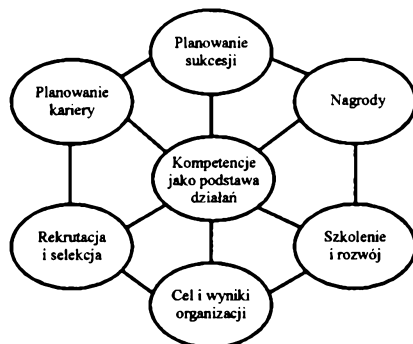 Planowanie
sukcesji
Planowanie
kariery
Nagrody
Kompetencje
jako podstawa
działań
Rekrutacja
i selekcja
Szkolenie
i rozwój
Cel i wyniki
organizacji